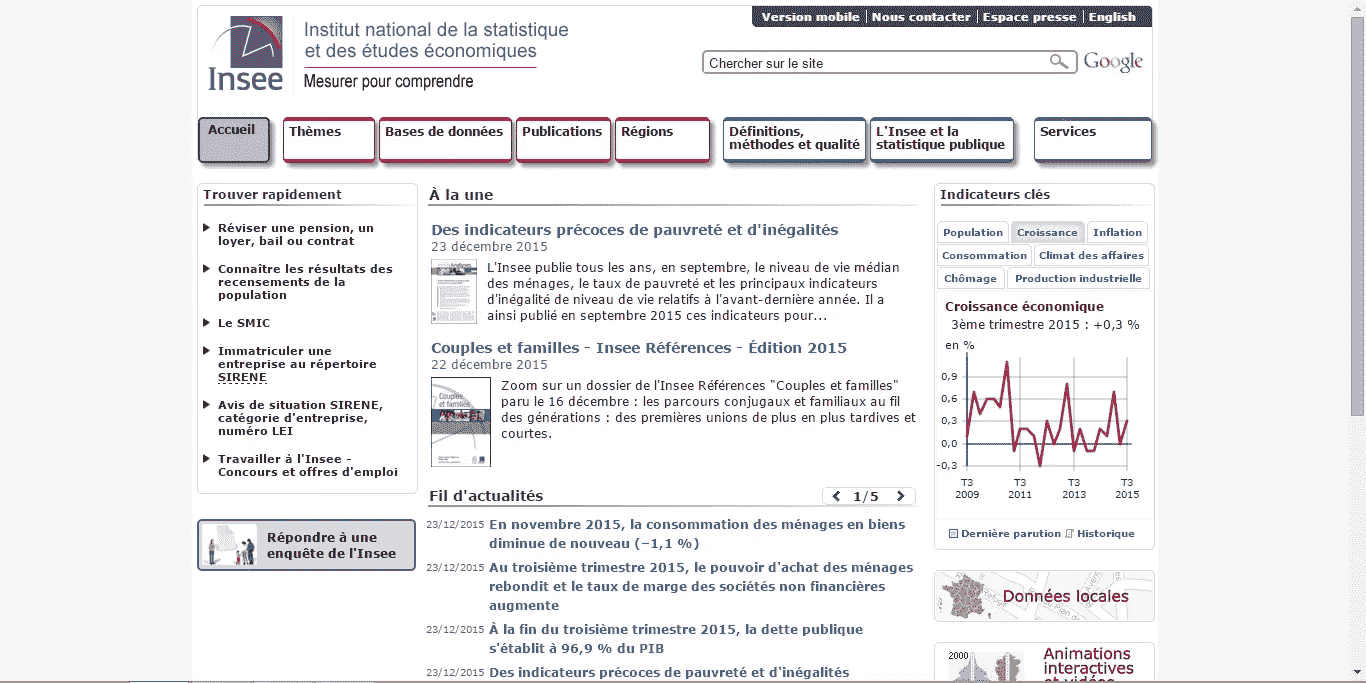 Version mobile | Nous contacter | Espace presse | English
Insee
Institut national de la statistique
et des études économiques
Mesurer pour comprendre
Chercher sur le site
Google
Accueil
Thèmes
Bases de données
Publications
Régions
Définitions,
méthodes et qualité
L'Insee et la
statistique publique
Services
Trouver rapidement
Réviser une pension, un
loyer, bail ou contrat
Connaître les résultats des
recensements de la
population
Le SMIC
Immatriculer une
entreprise au répertoire
SIRENE
Avis de situation SIRENE,
catégorie d'entreprise,
numéro LEI
Travailler à l'Insee -
Concours et offres d'emploi
Répondre à une
enquête de l'Insee
À la une
Des indicateurs précoces de pauvreté et d'inégalités
23 décembre 2015
L'Insee publie tous les ans, en septembre, le niveau de vie médian
des ménages, le taux de pauvreté et les principaux indicateurs
d'inégalité de niveau de vie relatifs à l'avant-dernière année. Il a
ainsi publié en septembre 2015 ces indicateurs pour...
Couples et familles - Insee Références - Édition 2015
22 décembre 2015
Couples
et familles
Zoom sur un dossier de l'Insee Références "Couples et familles"
paru le 16 décembre : les parcours conjugaux et familiaux au fil
des générations : des premières unions de plus en plus tardives et
courtes.
Fil d'actualités
1/5
23/12/2015 En novembre 2015, la consommation des ménages en biens
diminue de nouveau (−1,1 %)
23/12/2015 Au troisième trimestre 2015, le pouvoir d'achat des ménages
rebondit et le taux de marge des sociétés non financières
augmente
23/12/2015 À la fin du troisième trimestre 2015, la dette publique
s'établit à 96,9 % du PIB
23/12/2015 Des indicateurs précoces de pauvreté et d'inégalités
Indicateurs clés
Population Croissance Inflation
Consommation Climat des affaires
Chômage Production industrielle
Croissance économique
3ème trimestre 2015 : +0,3 %
en %
0,9
0,6
0,3
0,0
-0,3
T3 T3 T3 T3
2009 2011 2013 2015
Dernière parution Historique
Données locales
2000
Animations
interactives
et vidéos